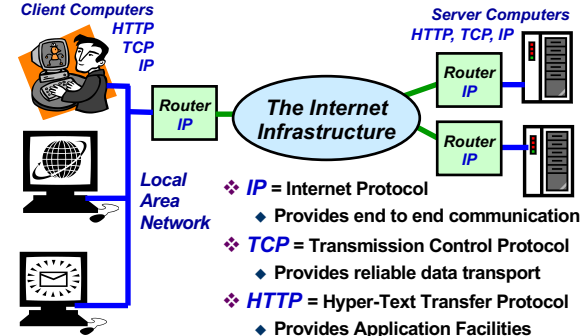 Client Computers
HTTP
TCP
IP
Server Computers
HTTP, TCP, IP
Router
IP
The Internet
Infrastructure
Router
IP
Router
IP
Local
Area
Network
❖ IP = Internet Protocol
◆ Provides end to end communication
❖ TCP = Transmission Control Protocol
◆ Provides reliable data transport
❖ HTTP = Hyper-Text Transfer Protocol
◆ Provides Application Facilities